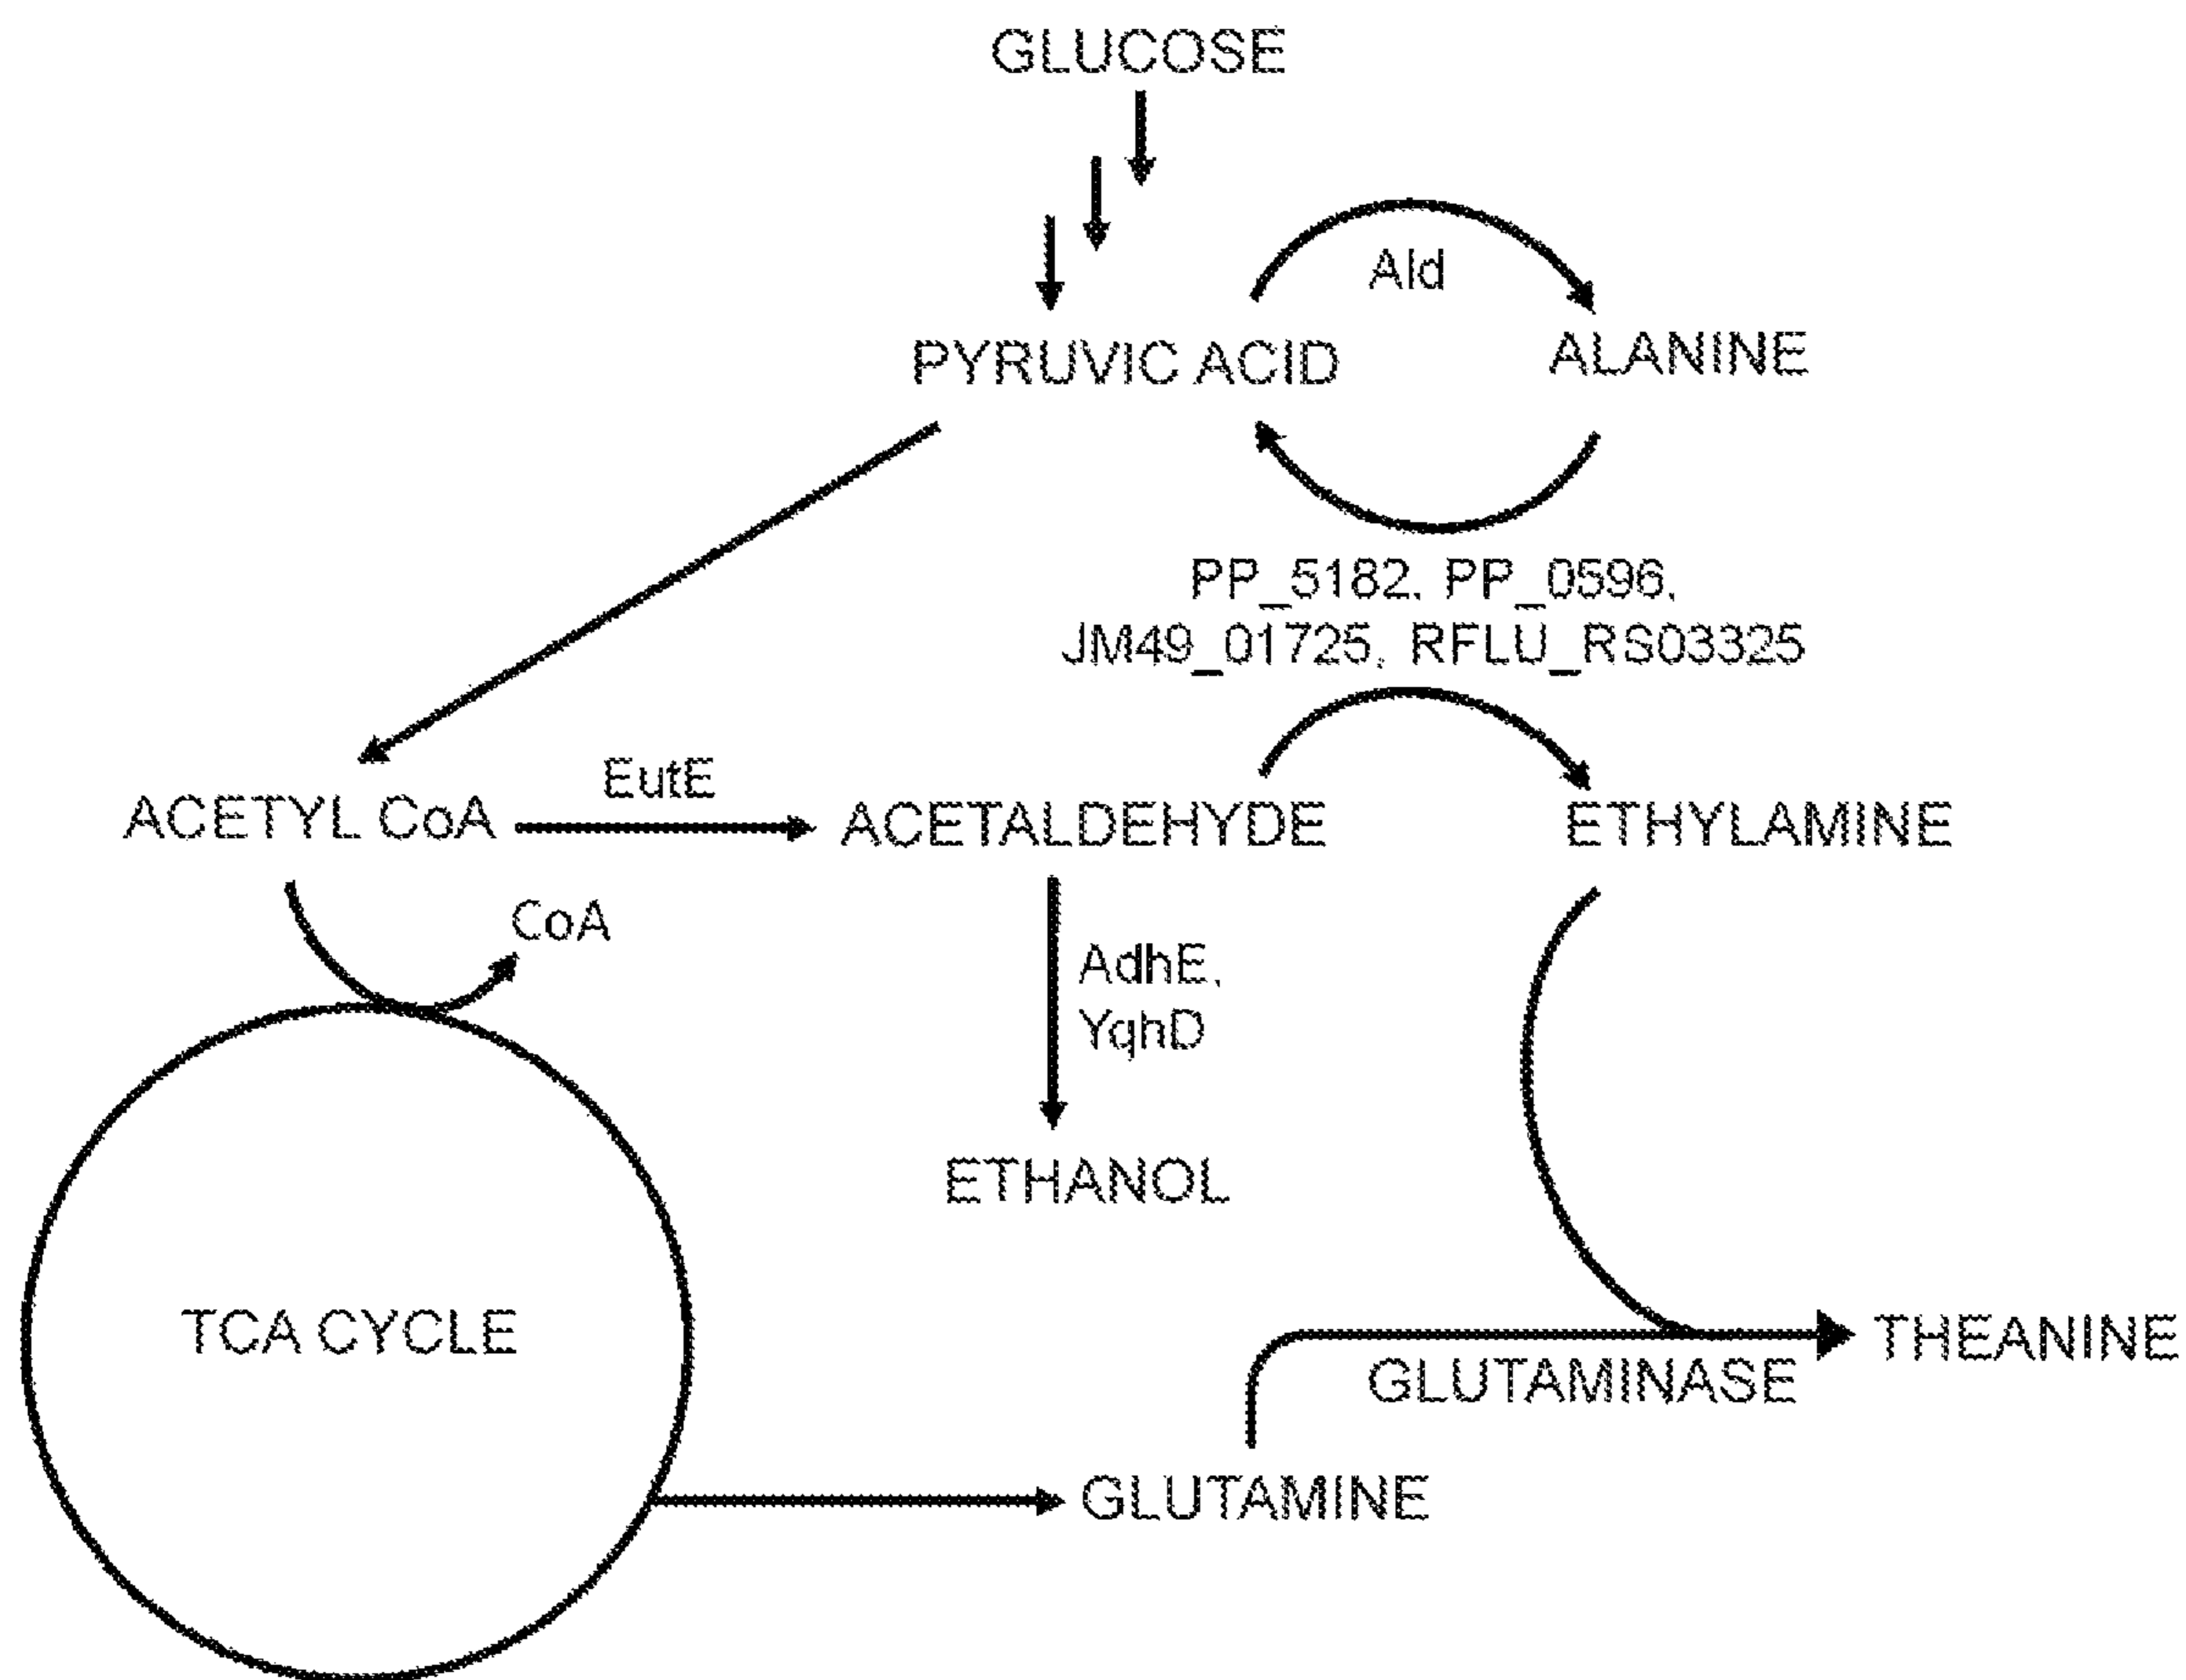 GLUCOSE
Ald
PYRUVIC ACID
ALANINE
PP_5182, PP_0596,
JM49_01725, RFLU_RS03325
EutE
ACETYL CoA
ACETALDEHYDE
ETHYLAMINE
CoA
AdhE,
YqhD
ETHANOL
TCA CYCLE
THEANINE
GLUTAMINASE
GLUTAMINE